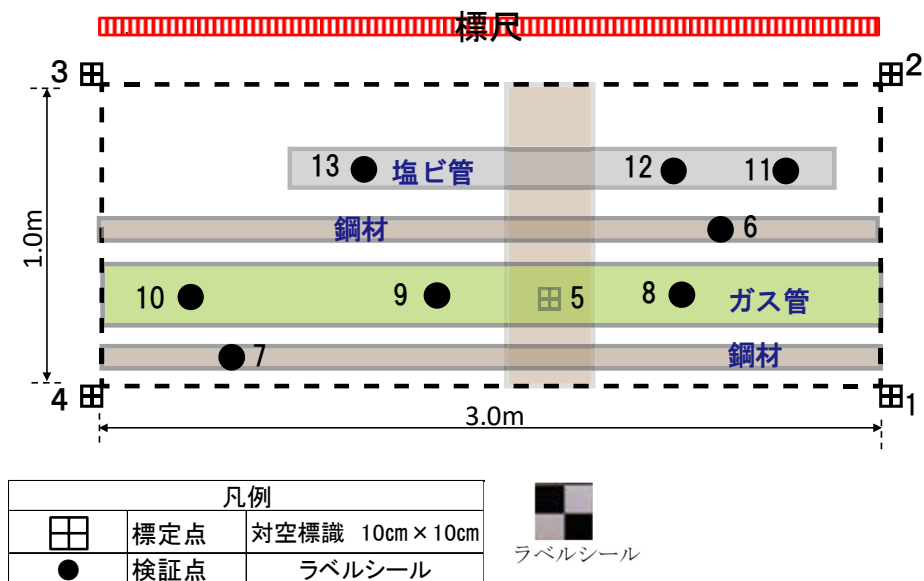 標尺
3
2
13
塩ビ管
12
11
鋼材
6
1.0m
10
9
5
8
ガス管
7
鋼材
4
1
3.0m
凡例
標定点
対空標識 10cm×10cm
検証点
ラベルシール
ラベルシール